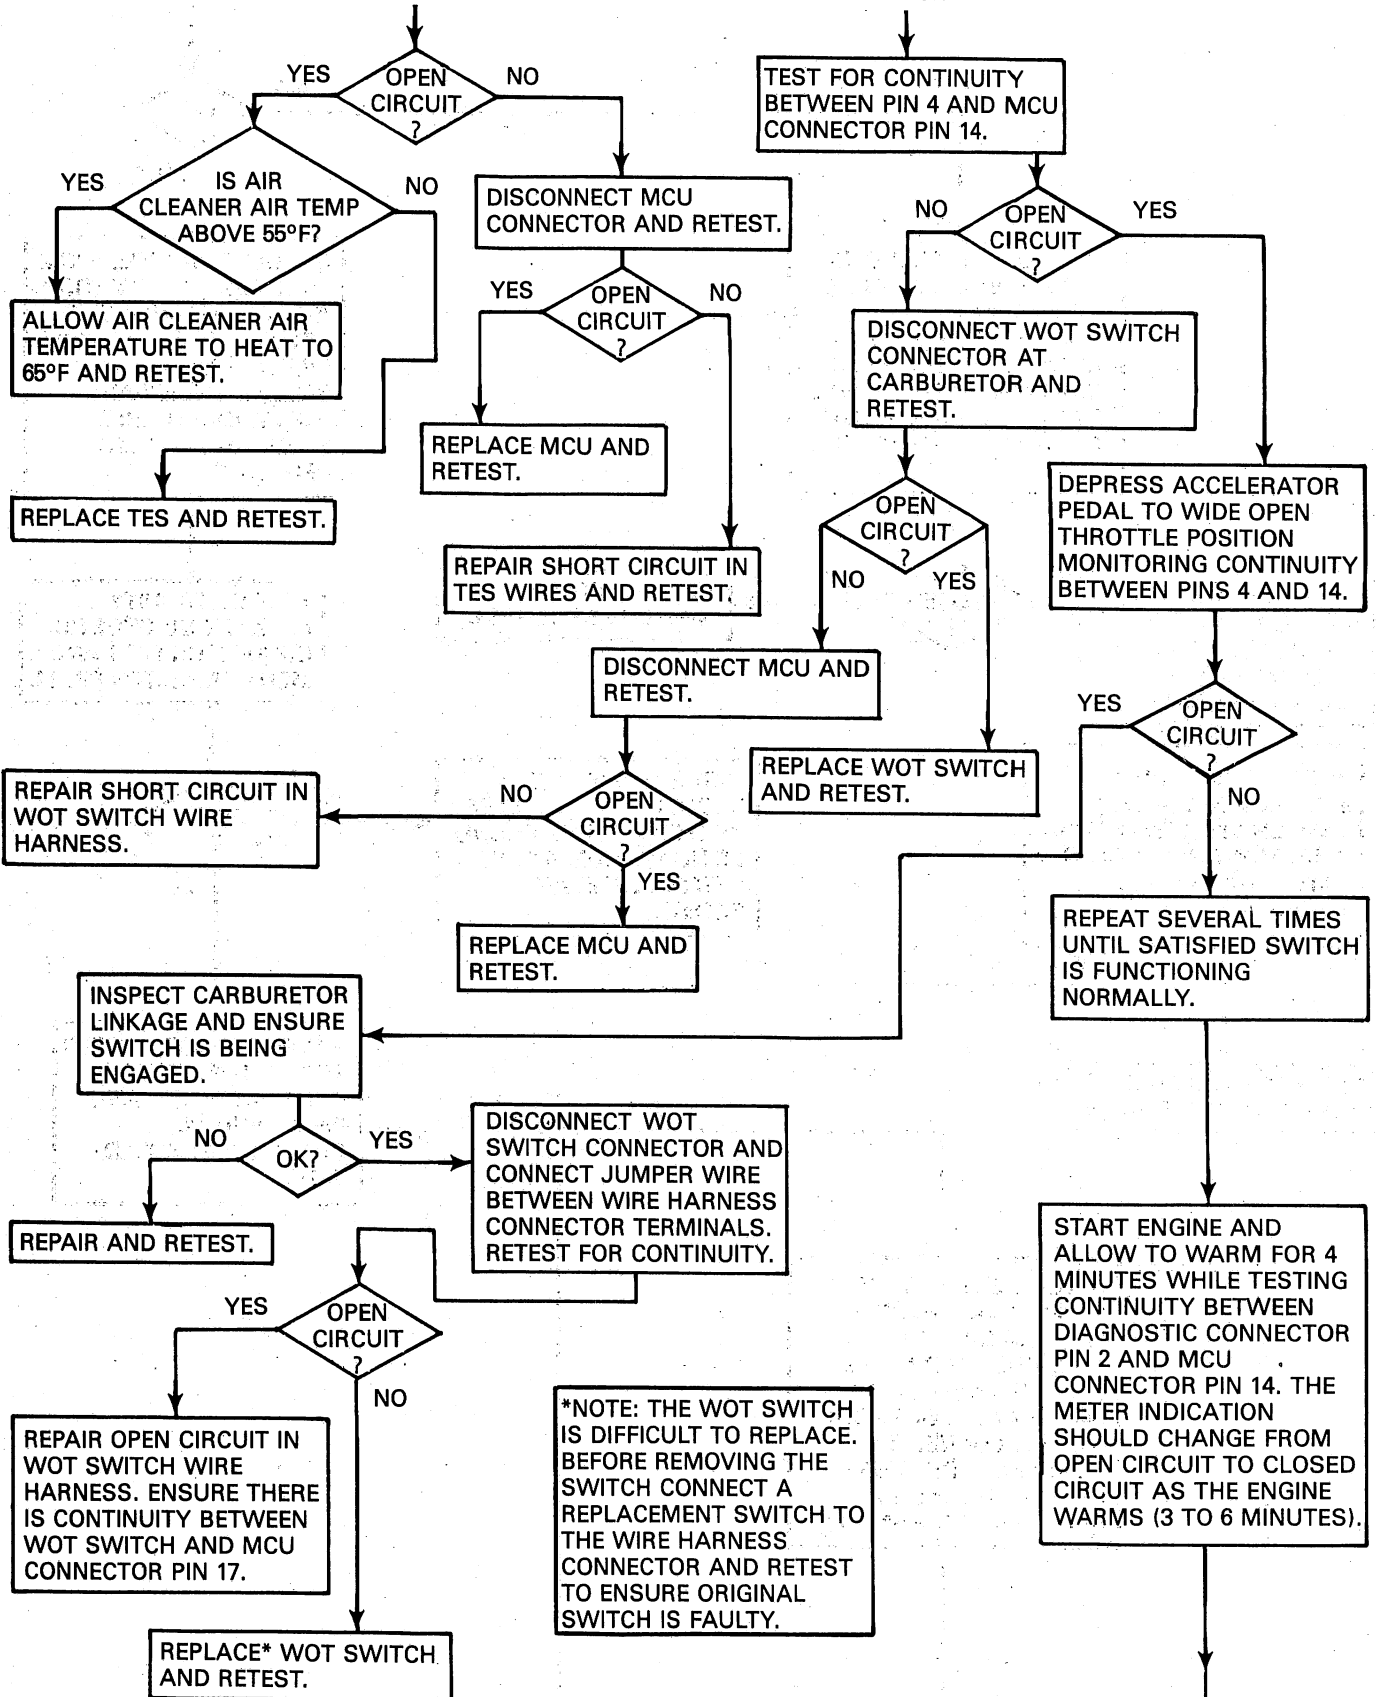 YES
OPEN
CIRCUIT
?
NO
YES
IS AIR
CLEANER AIR TEMP
ABOVE 55°F?
NO
ALLOW AIR CLEANER AIR
TEMPERATURE TO HEAT TO
65°F AND RETEST.
REPLACE TES AND RETEST.
DISCONNECT MCU
CONNECTOR AND RETEST.
YES
OPEN
CIRCUIT
?
NO
REPLACE MCU AND
RETEST.
REPAIR SHORT CIRCUIT IN
TES WIRES AND RETEST.
TEST FOR CONTINUITY
BETWEEN PIN 4 AND MCU
CONNECTOR PIN 14.
NO
OPEN
CIRCUIT
?
YES
DISCONNECT WOT SWITCH
CONNECTOR AT
CARBURETOR AND
RETEST.
OPEN
CIRCUIT
?
NO
YES
DISCONNECT MCU AND
RETEST.
REPLACE WOT SWITCH
AND RETEST.
NO
OPEN
CIRCUIT
?
YES
REPAIR SHORT CIRCUIT IN
WOT SWITCH WIRE
HARNESS.
REPLACE MCU AND
RETEST.
DEPRESS ACCELERATOR
PEDAL TO WIDE OPEN
THROTTLE POSITION
MONITORING CONTINUITY
BETWEEN PINS 4 AND 14.
YES
OPEN
CIRCUIT
?
NO
REPEAT SEVERAL TIMES
UNTIL SATISFIED SWITCH
IS FUNCTIONING
NORMALLY.
INSPECT CARBURETOR
LINKAGE AND ENSURE
SWITCH IS BEING
ENGAGED.
NO
OK?
YES
REPAIR AND RETEST.
DISCONNECT WOT
SWITCH CONNECTOR AND
CONNECT JUMPER WIRE
BETWEEN WIRE HARNESS
CONNECTOR TERMINALS.
RETEST FOR CONTINUITY.
YES
OPEN
CIRCUIT
?
NO
REPAIR OPEN CIRCUIT IN
WOT SWITCH WIRE
HARNESS. ENSURE THERE
IS CONTINUITY BETWEEN
WOT SWITCH AND MCU
CONNECTOR PIN 17.
REPLACE* WOT SWITCH
AND RETEST.
*NOTE: THE WOT SWITCH
IS DIFFICULT TO REPLACE.
BEFORE REMOVING THE
SWITCH CONNECT A
REPLACEMENT SWITCH TO
THE WIRE HARNESS
CONNECTOR AND RETEST
TO ENSURE ORIGINAL
SWITCH IS FAULTY.
START ENGINE AND
ALLOW TO WARM FOR 4
MINUTES WHILE TESTING
CONTINUITY BETWEEN
DIAGNOSTIC CONNECTOR
PIN 2 AND MCU
CONNECTOR PIN 14. THE
METER INDICATION
SHOULD CHANGE FROM
OPEN CIRCUIT TO CLOSED
CIRCUIT AS THE ENGINE
WARMS (3 TO 6 MINUTES).